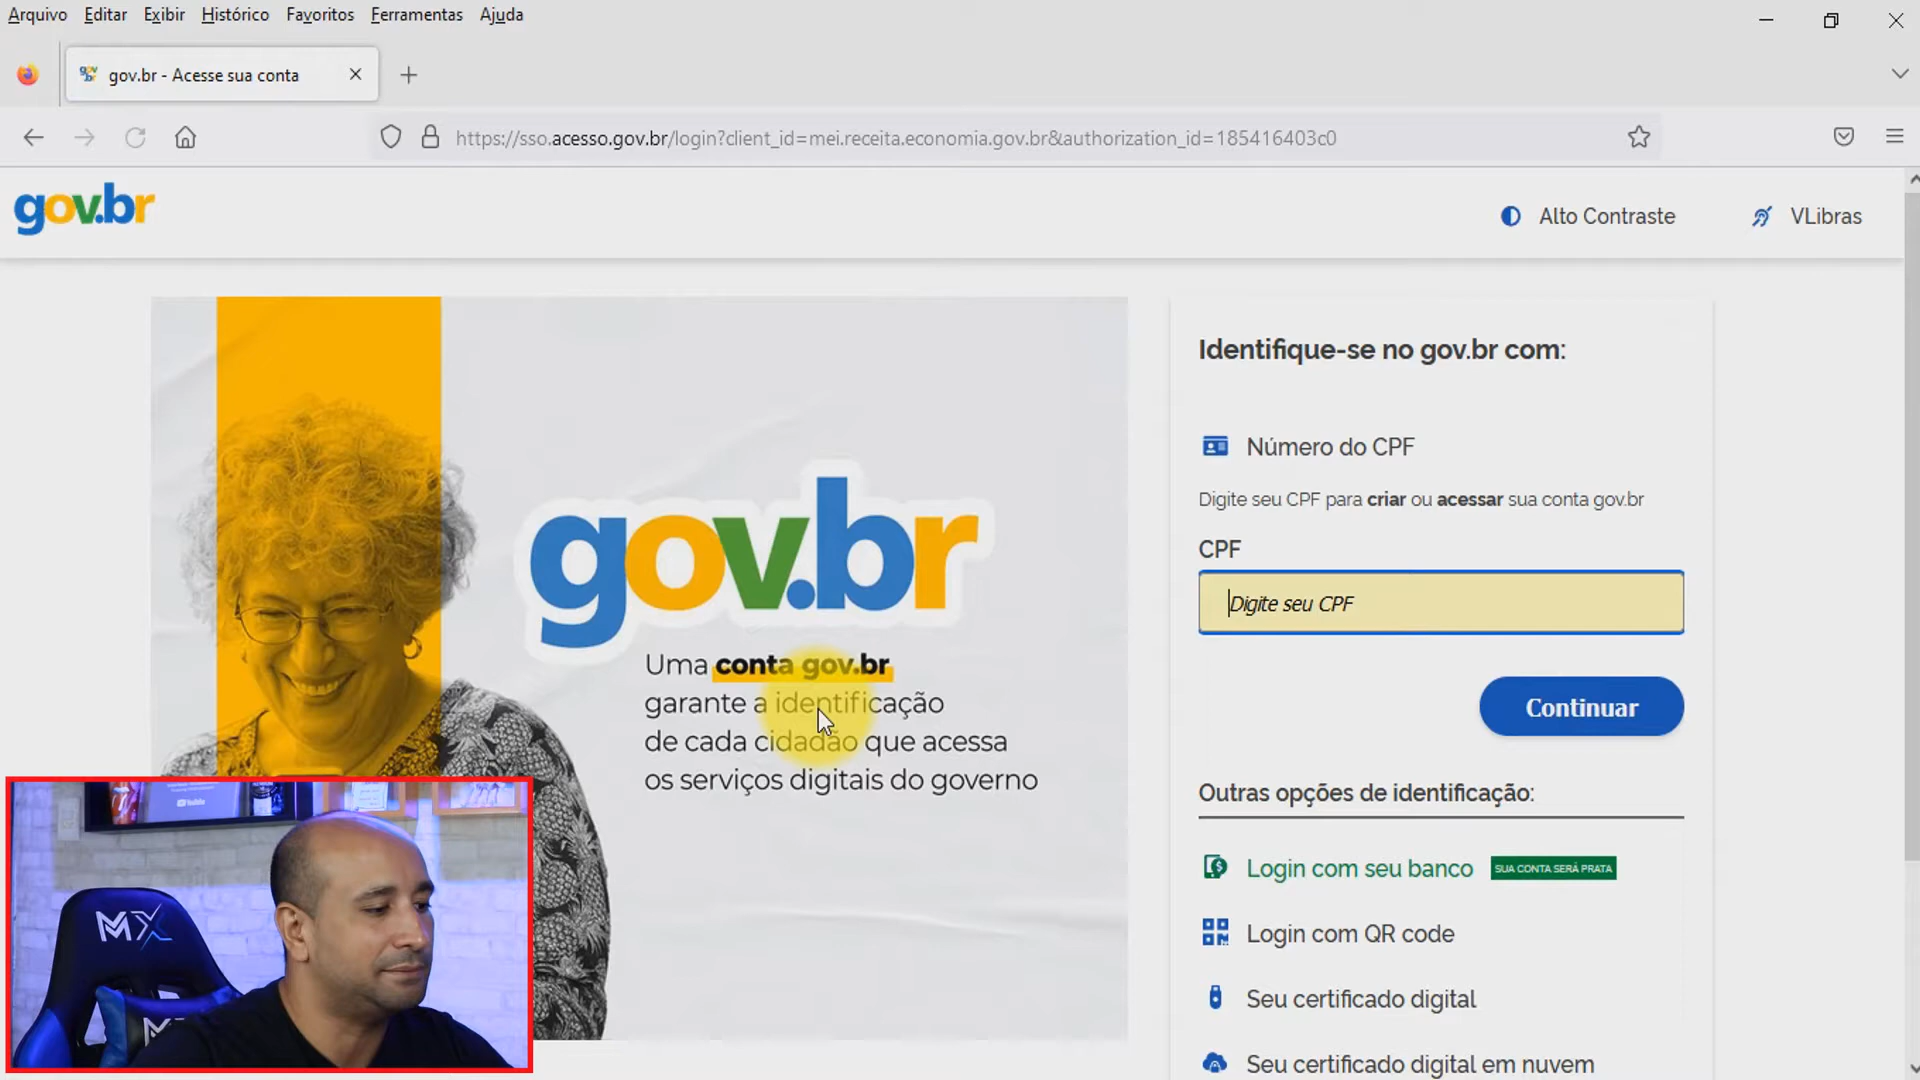 Arquivo Editar Exibir Histórico Favoritos Ferramentas Ajuda
gov.br - Acesse sua conta
https://sso.acesso.gov.br/login?client_id=mei.receita.economia.gov.br&authorization_id=185416403c0
gov.br
Alto Contraste
VLibras
gov.br
Uma conta gov.br
garante a identificação
de cada cidadão que acessa
os serviços digitais do governo
Identifique-se no gov.br com:
Número do CPF
Digite seu CPF para criar ou acessar sua conta gov.br
CPF
Digite seu CPF
Continuar
Outras opções de identificação:
Login com seu banco SUA CONTA SERÁ PRATA
Login com QR code
Seu certificado digital
Seu certificado digital em nuvem
YouTube
MX